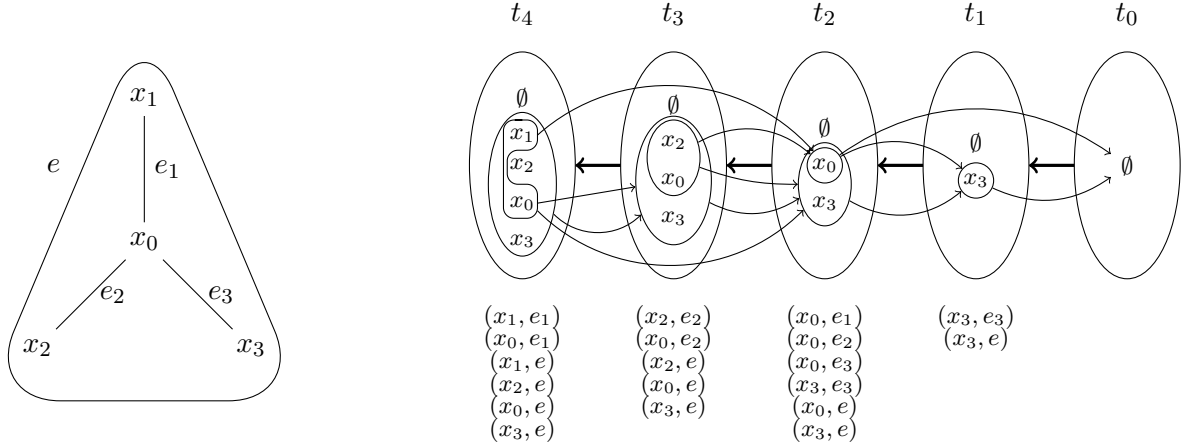 x₁
e
e₁
x₀
e₂
e₃
x₂
x₃
t₄ t₃ t₂ t₁ t₀
∅ ∅ ∅ ∅ ∅
x₁ x₂ x₀ x₃
x₂ x₀ x₃
x₀ x₃
x₃
(x₁, e₁) (x₂, e₂) (x₀, e₁) (x₃, e₃)
(x₀, e₁) (x₀, e₂) (x₀, e₂) (x₃, e)
(x₁, e) (x₂, e) (x₀, e₃)
(x₂, e) (x₀, e) (x₃, e₃)
(x₀, e) (x₃, e) (x₀, e)
(x₃, e) (x₃, e)